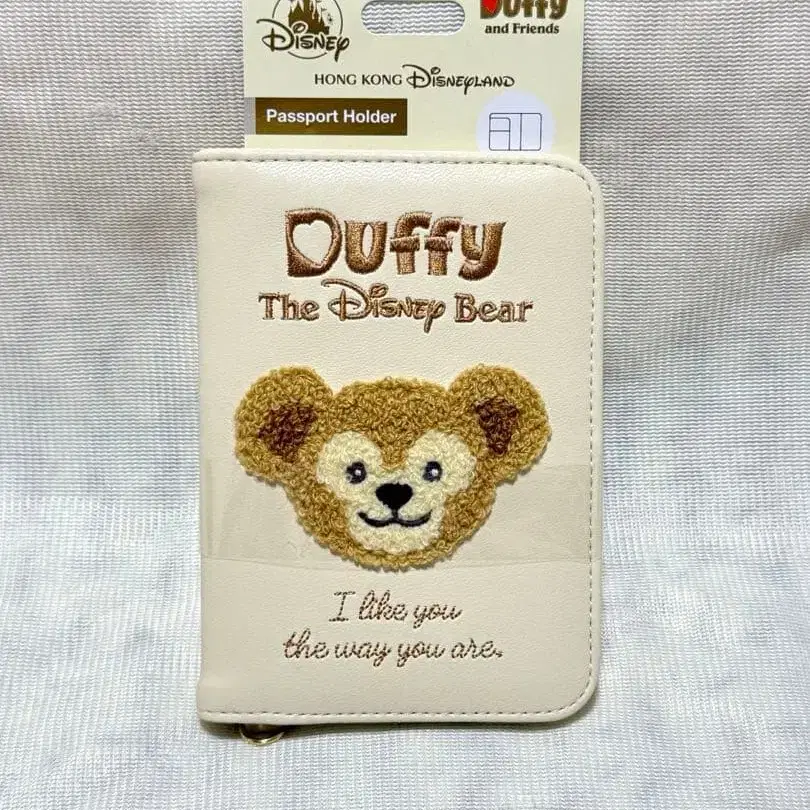 Disney
Duffy
and Friends
HONG KONG Disneyland
Passport Holder
Duffy
The Disney Bear
I like you
the way you are.